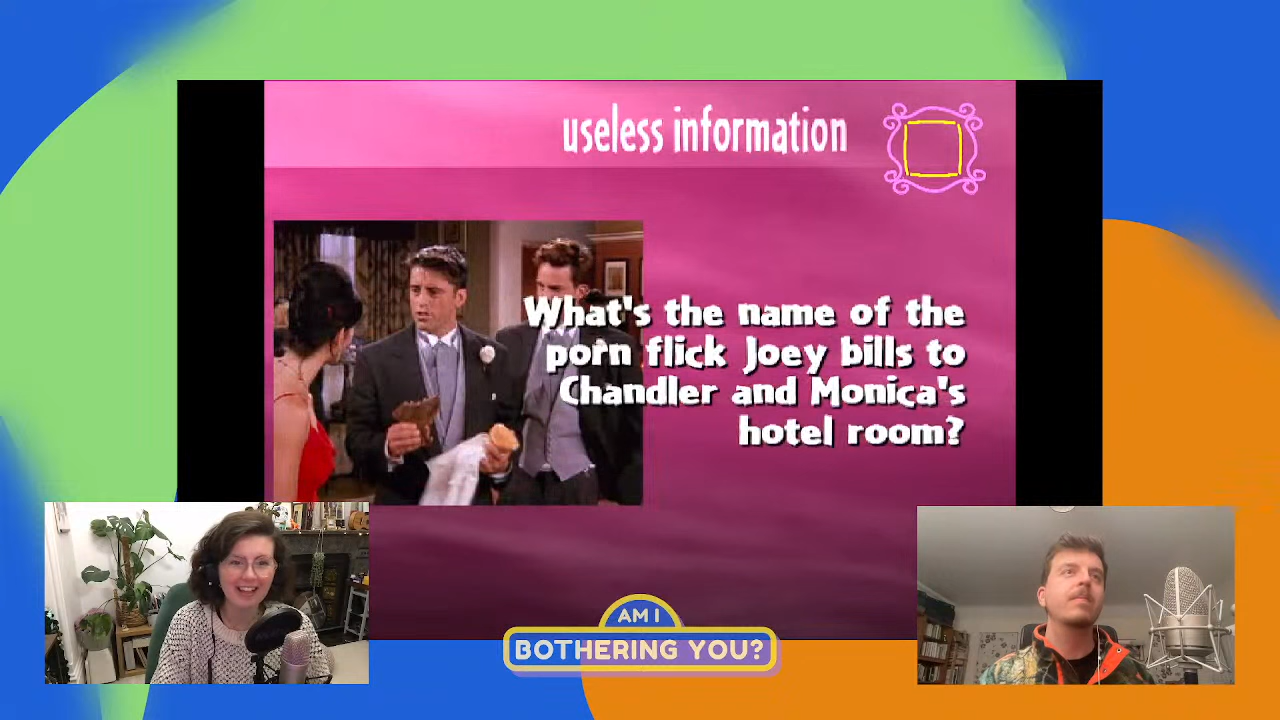 useless information
What's the name of the
porn flick Joey bills to
Chandler and Monica's
hotel room?
AM I
BOTHERING YOU?